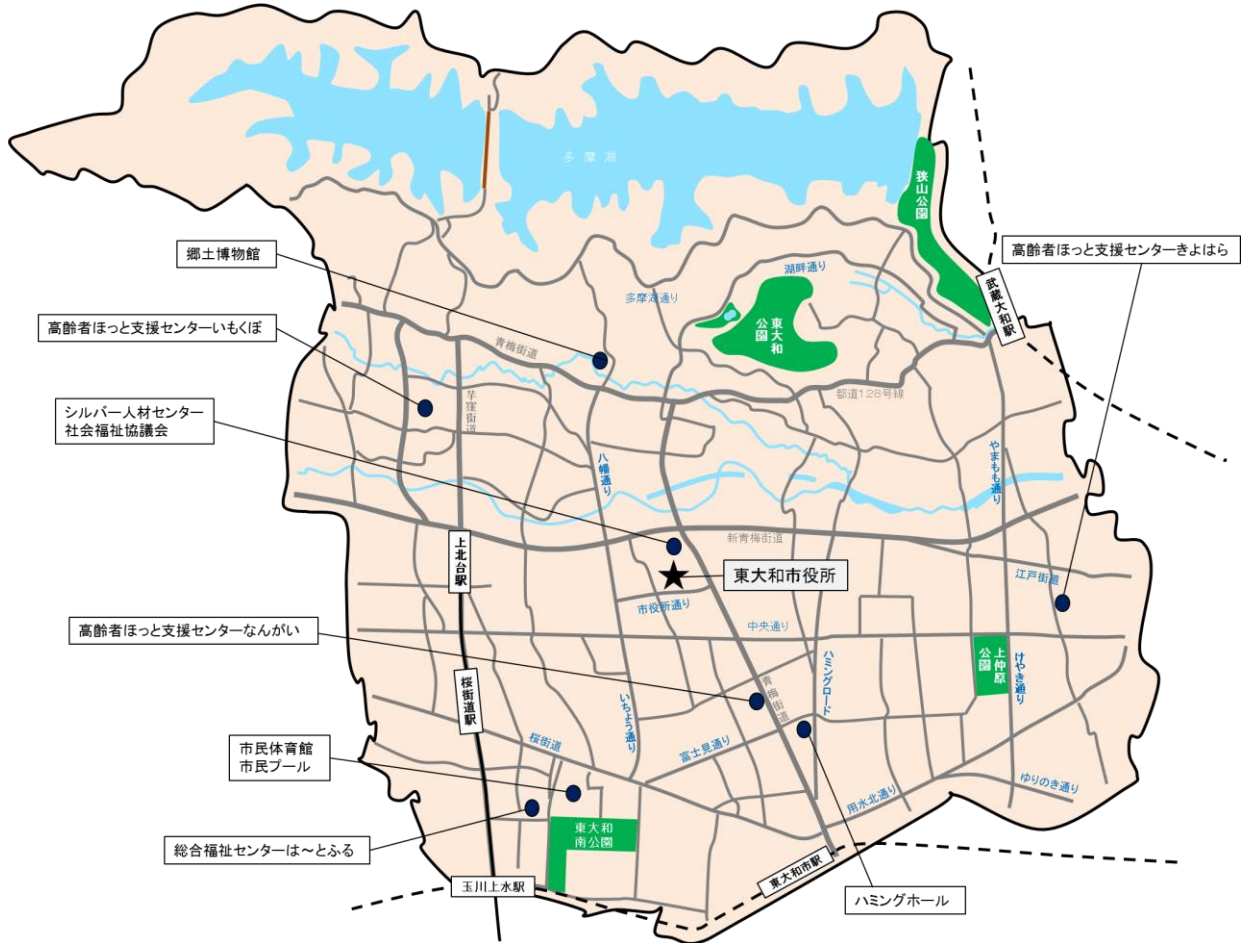 多摩湖
狭山公園
郷土博物館
高齢者ほっと支援センターきよはら
湖畔通り
多摩湖通り
武蔵大和駅
高齢者ほっと支援センターいもくぼ
青梅街道
東大和
公園
都道128号線
芋窪街道
シルバー人材センター
社会福祉協議会
八幡通り
やまもも通り
新青梅街道
上北台駅
東大和市役所
江戸街道
市役所通り
高齢者ほっと支援センターなんがい
中央通り
ハミングロード
上仲原
公園
けやき通り
桜街道駅
青梅街道
いちょう通り
桜街道
富士見通り
市民体育館
市民プール
ゆりのき通り
用水北通り
総合福祉センターは～とふる
東大和
南公園
東大和市駅
玉川上水駅
ハミングホール